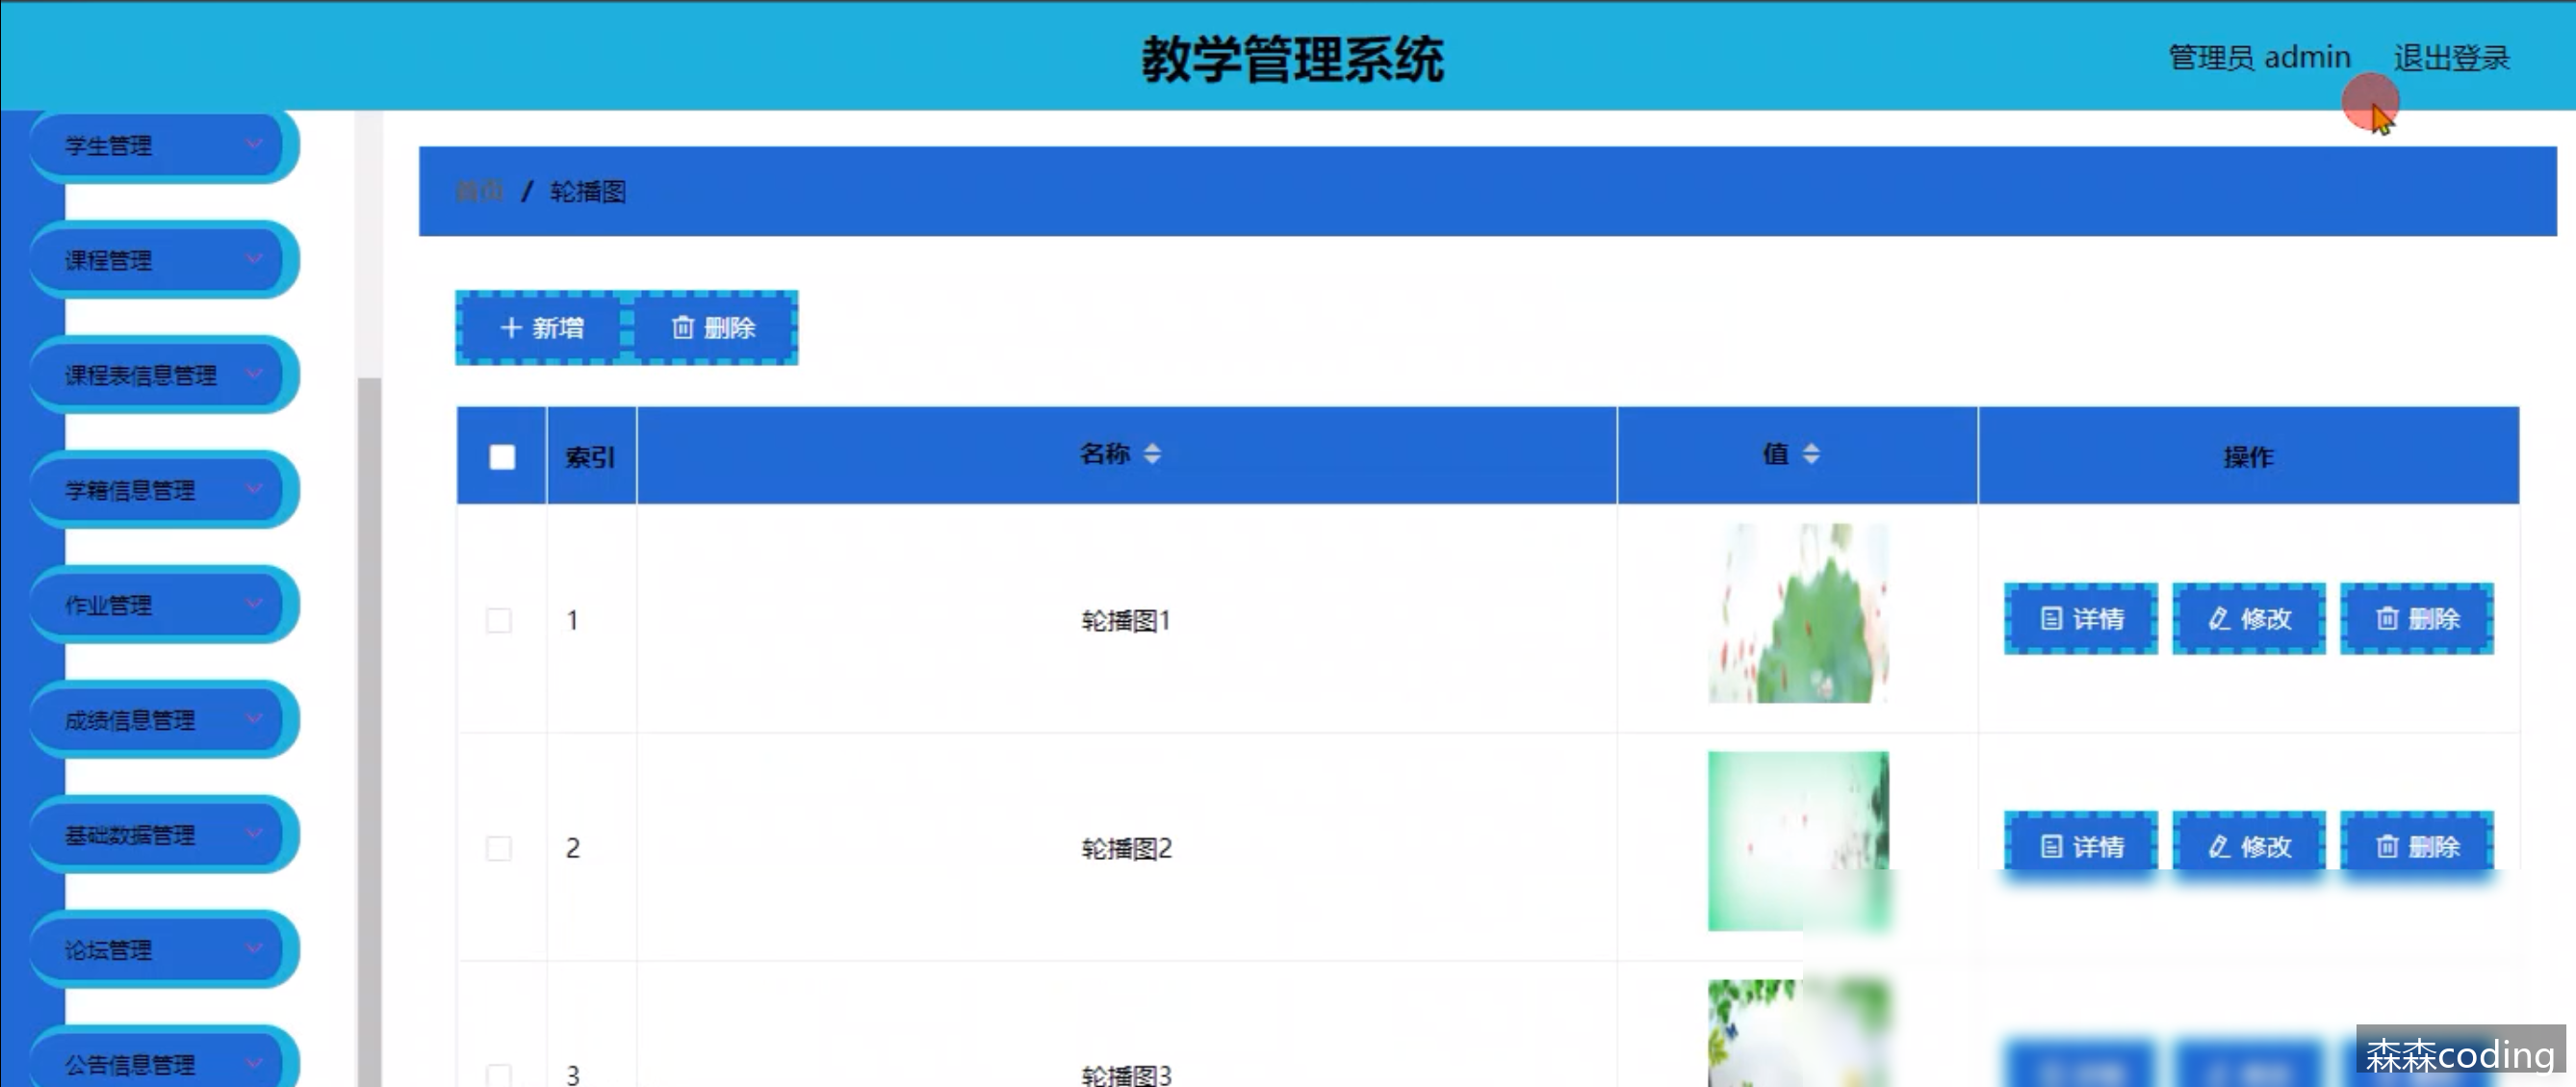 教学管理系统
管理员 admin
退出登录
学生管理
课程管理
课程表信息管理
学籍信息管理
作业管理
成绩信息管理
基础数据管理
论坛管理
公告信息管理
首页 / 轮播图
新增
删除
索引 名称 值 操作
1 轮播图1 详情 修改 删除
2 轮播图2 详情 修改 删除
3 轮播图3
森森coding